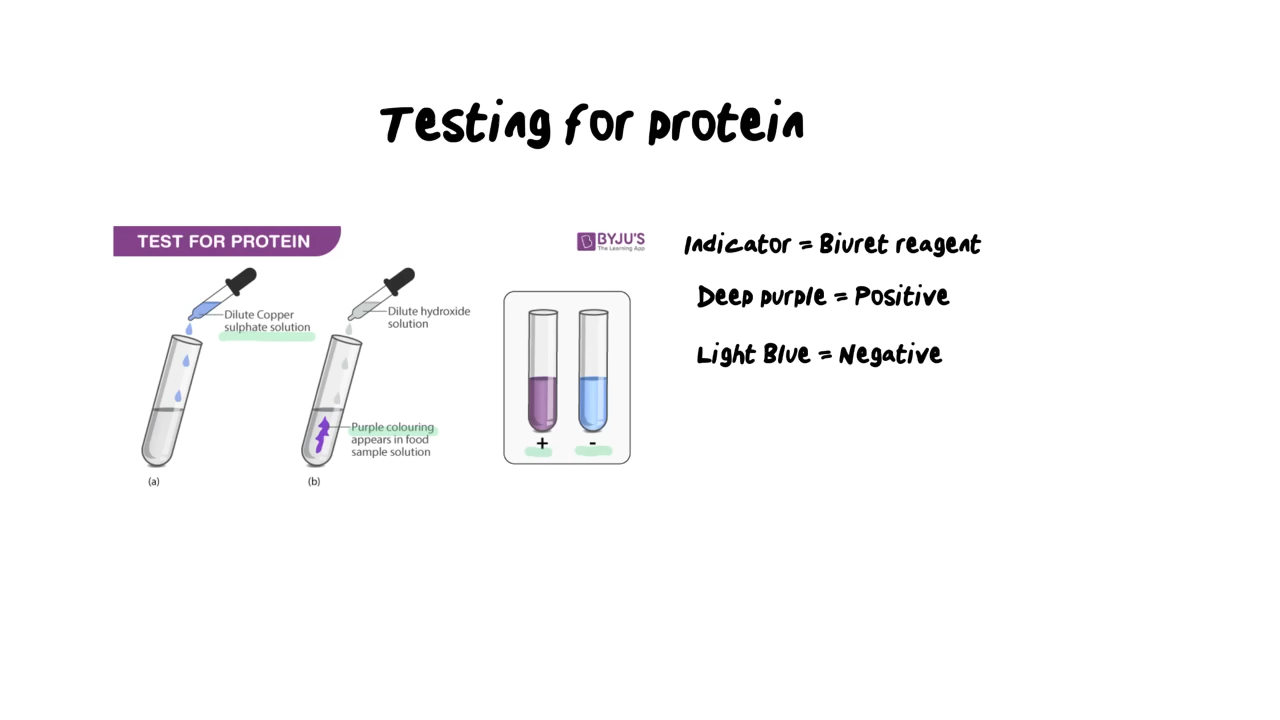 Testing for protein
TEST FOR PROTEIN
BYJU'S
The Learning App
Dilute Copper
sulphate solution
Dilute hydroxide
solution
Purple colouring
appears in food
sample solution
(a)
(b)
+
-
Indicator = Biuret reagent
Deep purple = Positive
Light Blue = Negative